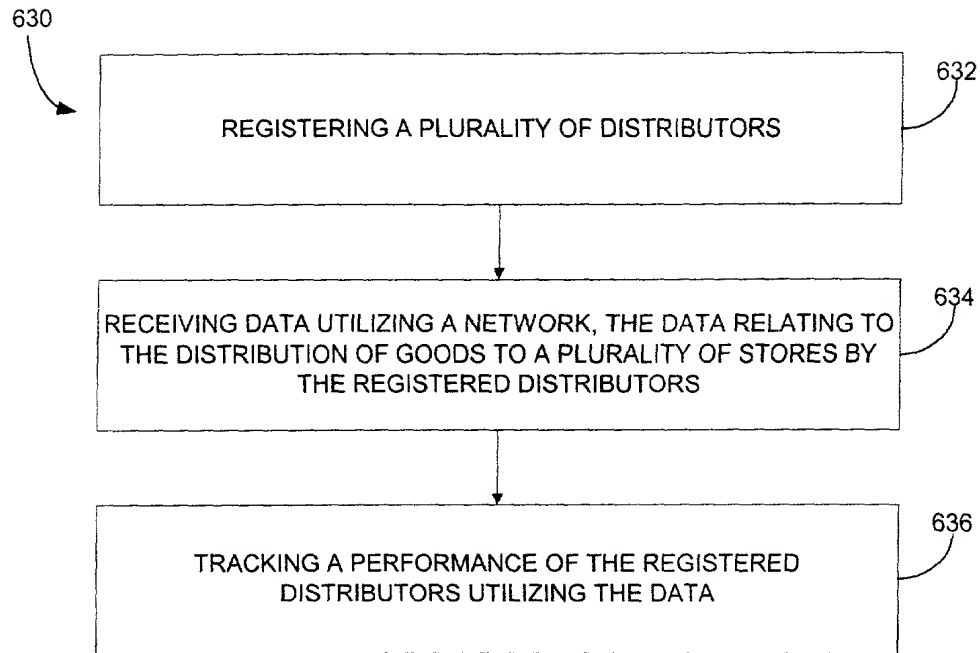 630
632
REGISTERING A PLURALITY OF DISTRIBUTORS
634
RECEIVING DATA UTILIZING A NETWORK, THE DATA RELATING TO
THE DISTRIBUTION OF GOODS TO A PLURALITY OF STORES BY
THE REGISTERED DISTRIBUTORS
636
TRACKING A PERFORMANCE OF THE REGISTERED
DISTRIBUTORS UTILIZING THE DATA